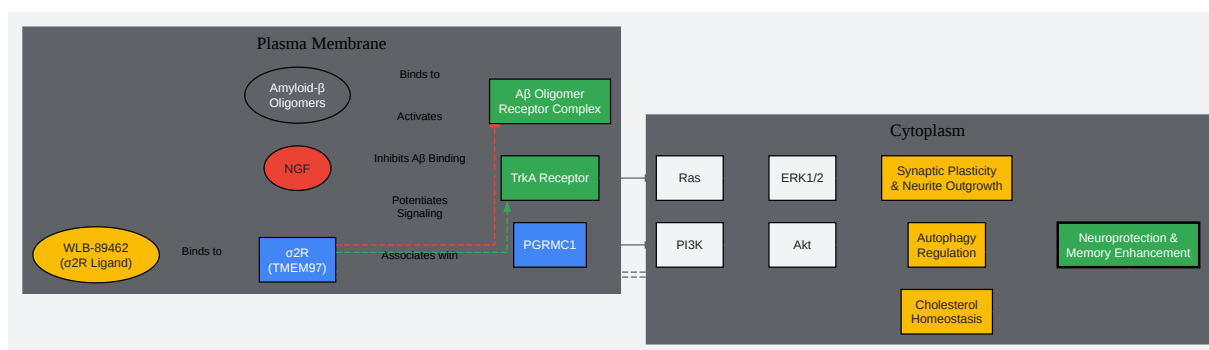 Plasma Membrane
Amyloid-β
Oligomers
Binds to
Aβ Oligomer
Receptor Complex
Activates
NGF
Inhibits Aβ Binding
TrkA Receptor
Potentiates
Signaling
WLB-89462
(σ2R Ligand)
Binds to
σ2R
(TMEM97)
Associates with
PGRMC1
Cytoplasm
Ras
ERK1/2
Synaptic Plasticity
& Neurite Outgrowth
PI3K
Akt
Autophagy
Regulation
Neuroprotection &
Memory Enhancement
Cholesterol
Homeostasis